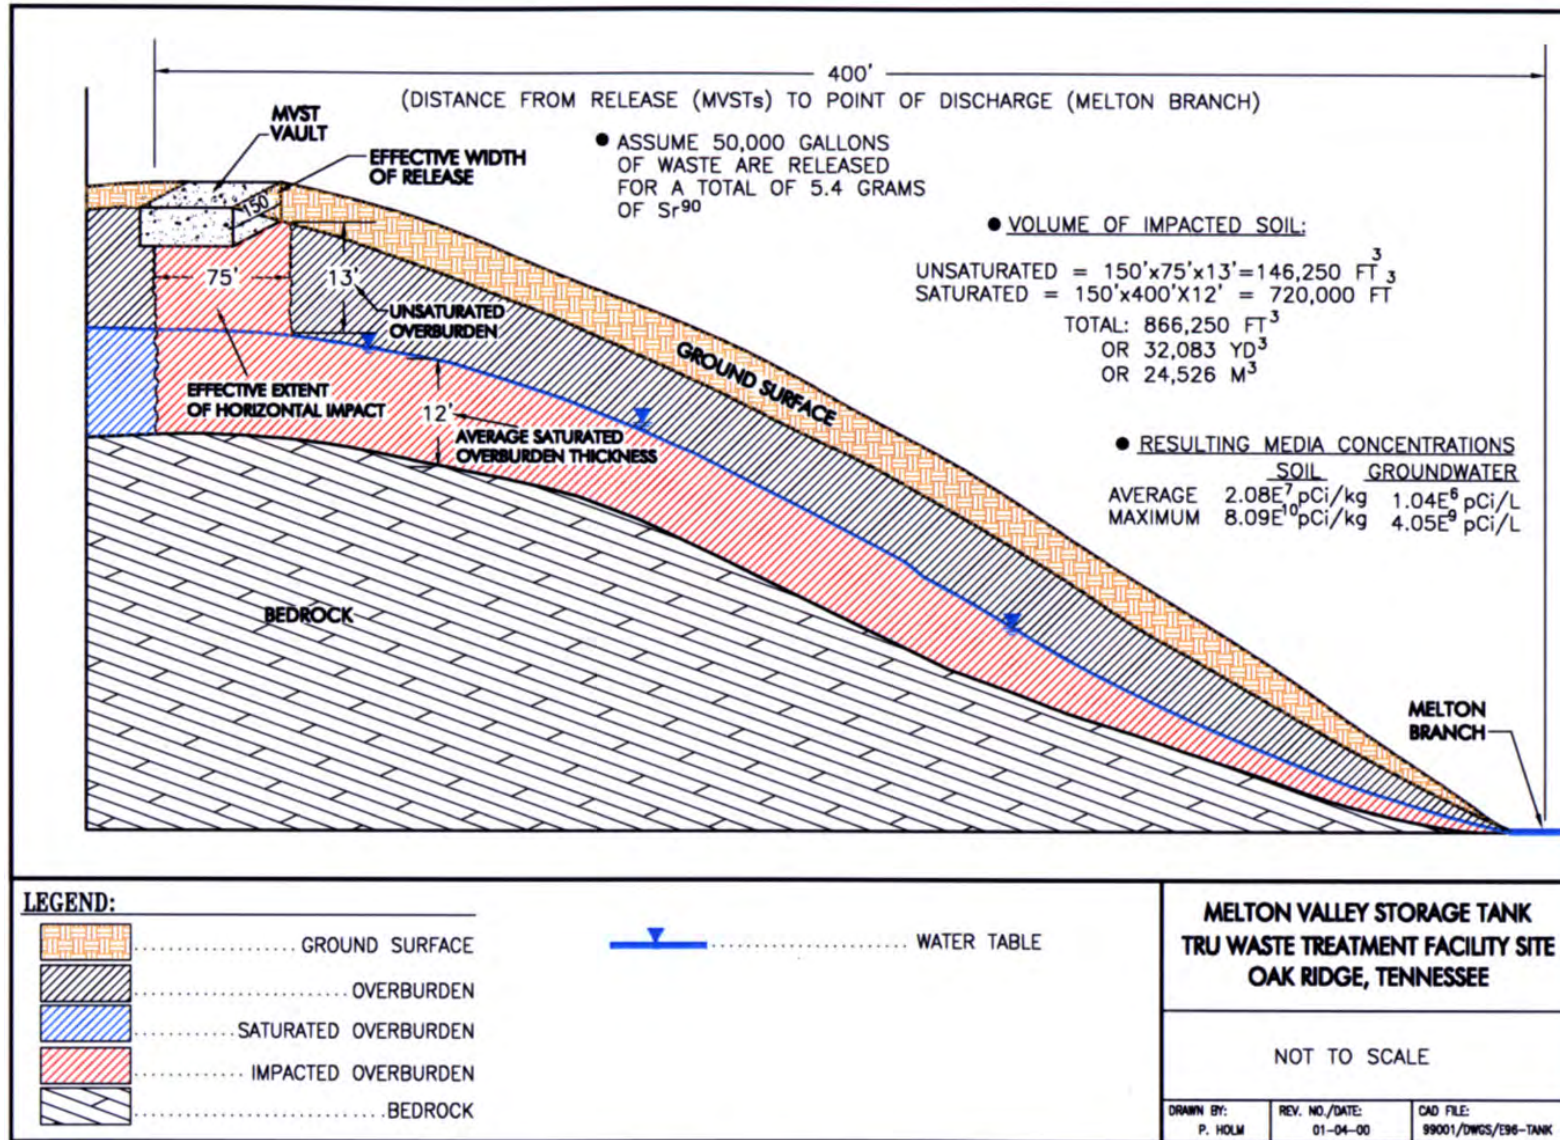 400'
(DISTANCE FROM RELEASE (MVSTs) TO POINT OF DISCHARGE (MELTON BRANCH)
MVST
VAULT
EFFECTIVE WIDTH
OF RELEASE
150'
● ASSUME 50,000 GALLONS
OF WASTE ARE RELEASED
FOR A TOTAL OF 5.4 GRAMS
OF Sr90
● VOLUME OF IMPACTED SOIL:
UNSATURATED = 150'x75'x13'=146,250 FT3
SATURATED = 150'x400'X12' = 720,000 FT3
TOTAL: 866,250 FT3
OR 32,083 YD3
OR 24,526 M3
75'
13'
UNSATURATED
OVERBURDEN
GROUND SURFACE
EFFECTIVE EXTENT
OF HORIZONTAL IMPACT
12'
AVERAGE SATURATED
OVERBURDEN THICKNESS
● RESULTING MEDIA CONCENTRATIONS
SOIL GROUNDWATER
AVERAGE 2.08E7 pCi/kg 1.04E6 pCi/L
MAXIMUM 8.09E10 pCi/kg 4.05E9 pCi/L
BEDROCK
MELTON
BRANCH
LEGEND:
.................... GROUND SURFACE
.................... OVERBURDEN
.......... SATURATED OVERBURDEN
............ IMPACTED OVERBURDEN
........................ BEDROCK
.................... WATER TABLE
MELTON VALLEY STORAGE TANK
TRU WASTE TREATMENT FACILITY SITE
OAK RIDGE, TENNESSEE
NOT TO SCALE
DRAWN BY:
P. HOLM
REV. NO./DATE:
01-04-00
CAD FILE:
99001/DWGS/E96-TANK